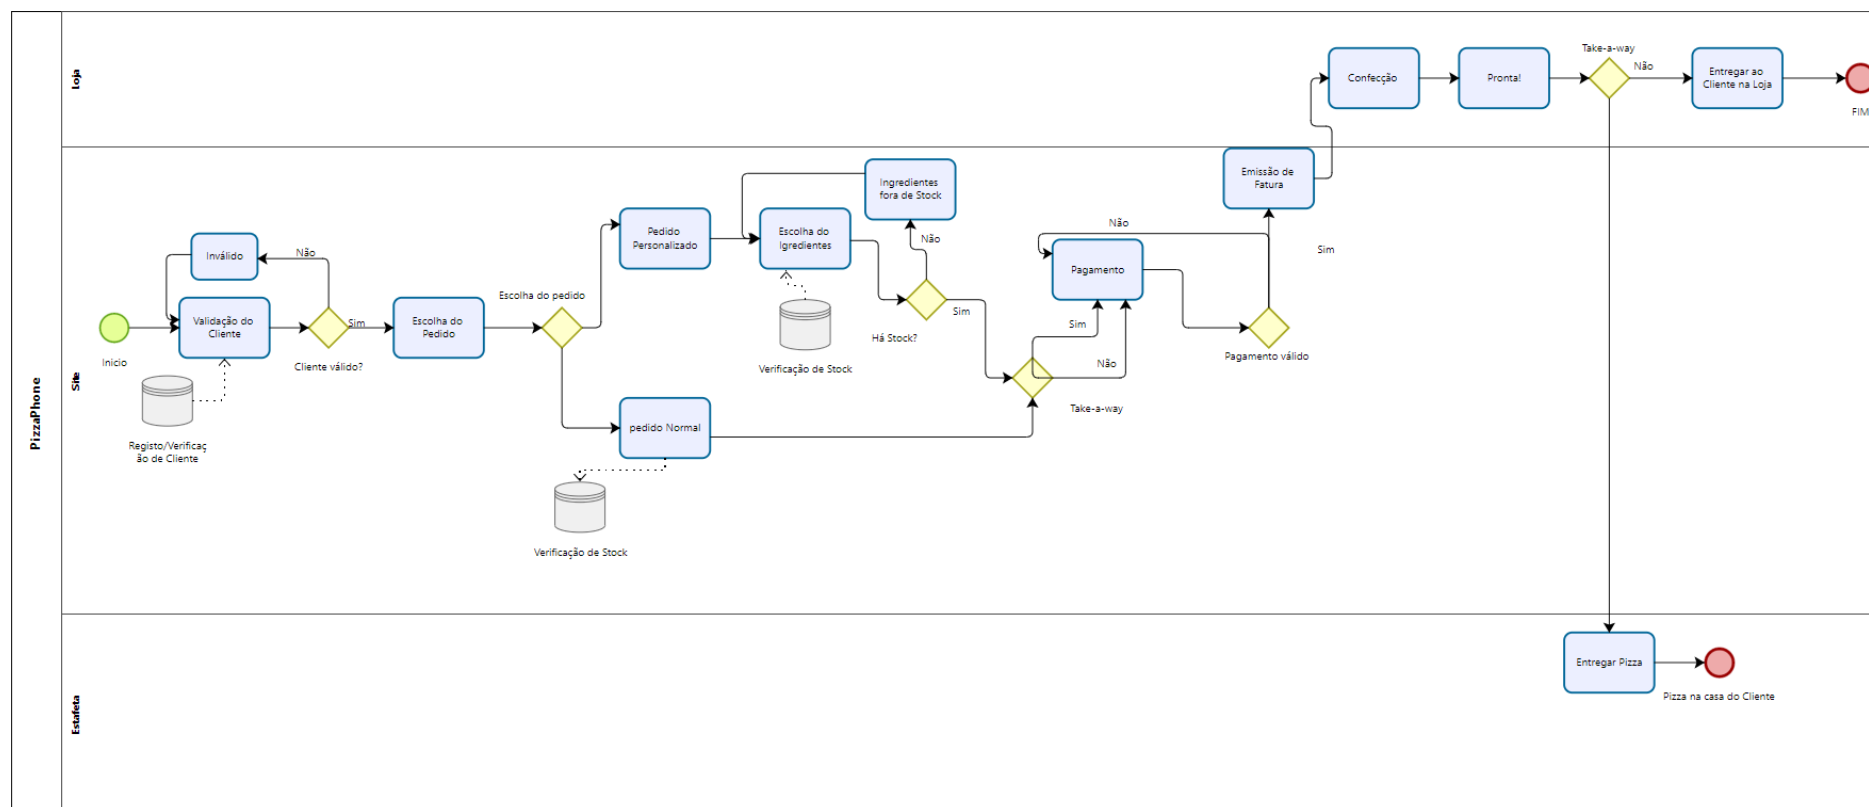 PizzaPhone
Loja
Confecção
Pronta!
Take-a-way
Não
Entregar ao
Cliente na Loja
FIM
Site
Inicio
Inválido
Não
Validação do
Cliente
Sim
Cliente válido?
Registo/Verificaç
ão de Cliente
Escolha do
Pedido
Escolha do pedido
Pedido
Personalizado
pedido Normal
Verificação de Stock
Escolha do
Igredientes
Verificação de Stock
Ingredientes
fora de Stock
Não
Há Stock?
Sim
Take-a-way
Sim
Não
Pagamento
Não
Pagamento válido
Sim
Emissão de
Fatura
Estafeta
Entregar Pizza
Pizza na casa do Cliente